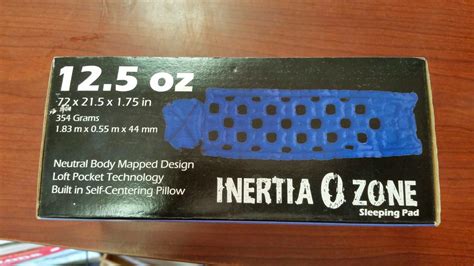 12.5 oz
72 x 21.5 x 1.75 in
354 Grams
1.83 m x 0.55 m x 44 mm
Neutral Body Mapped Design
Loft Pocket Technology
Built in Self-Centering Pillow
INERTIA O ZONE
Sleeping Pad